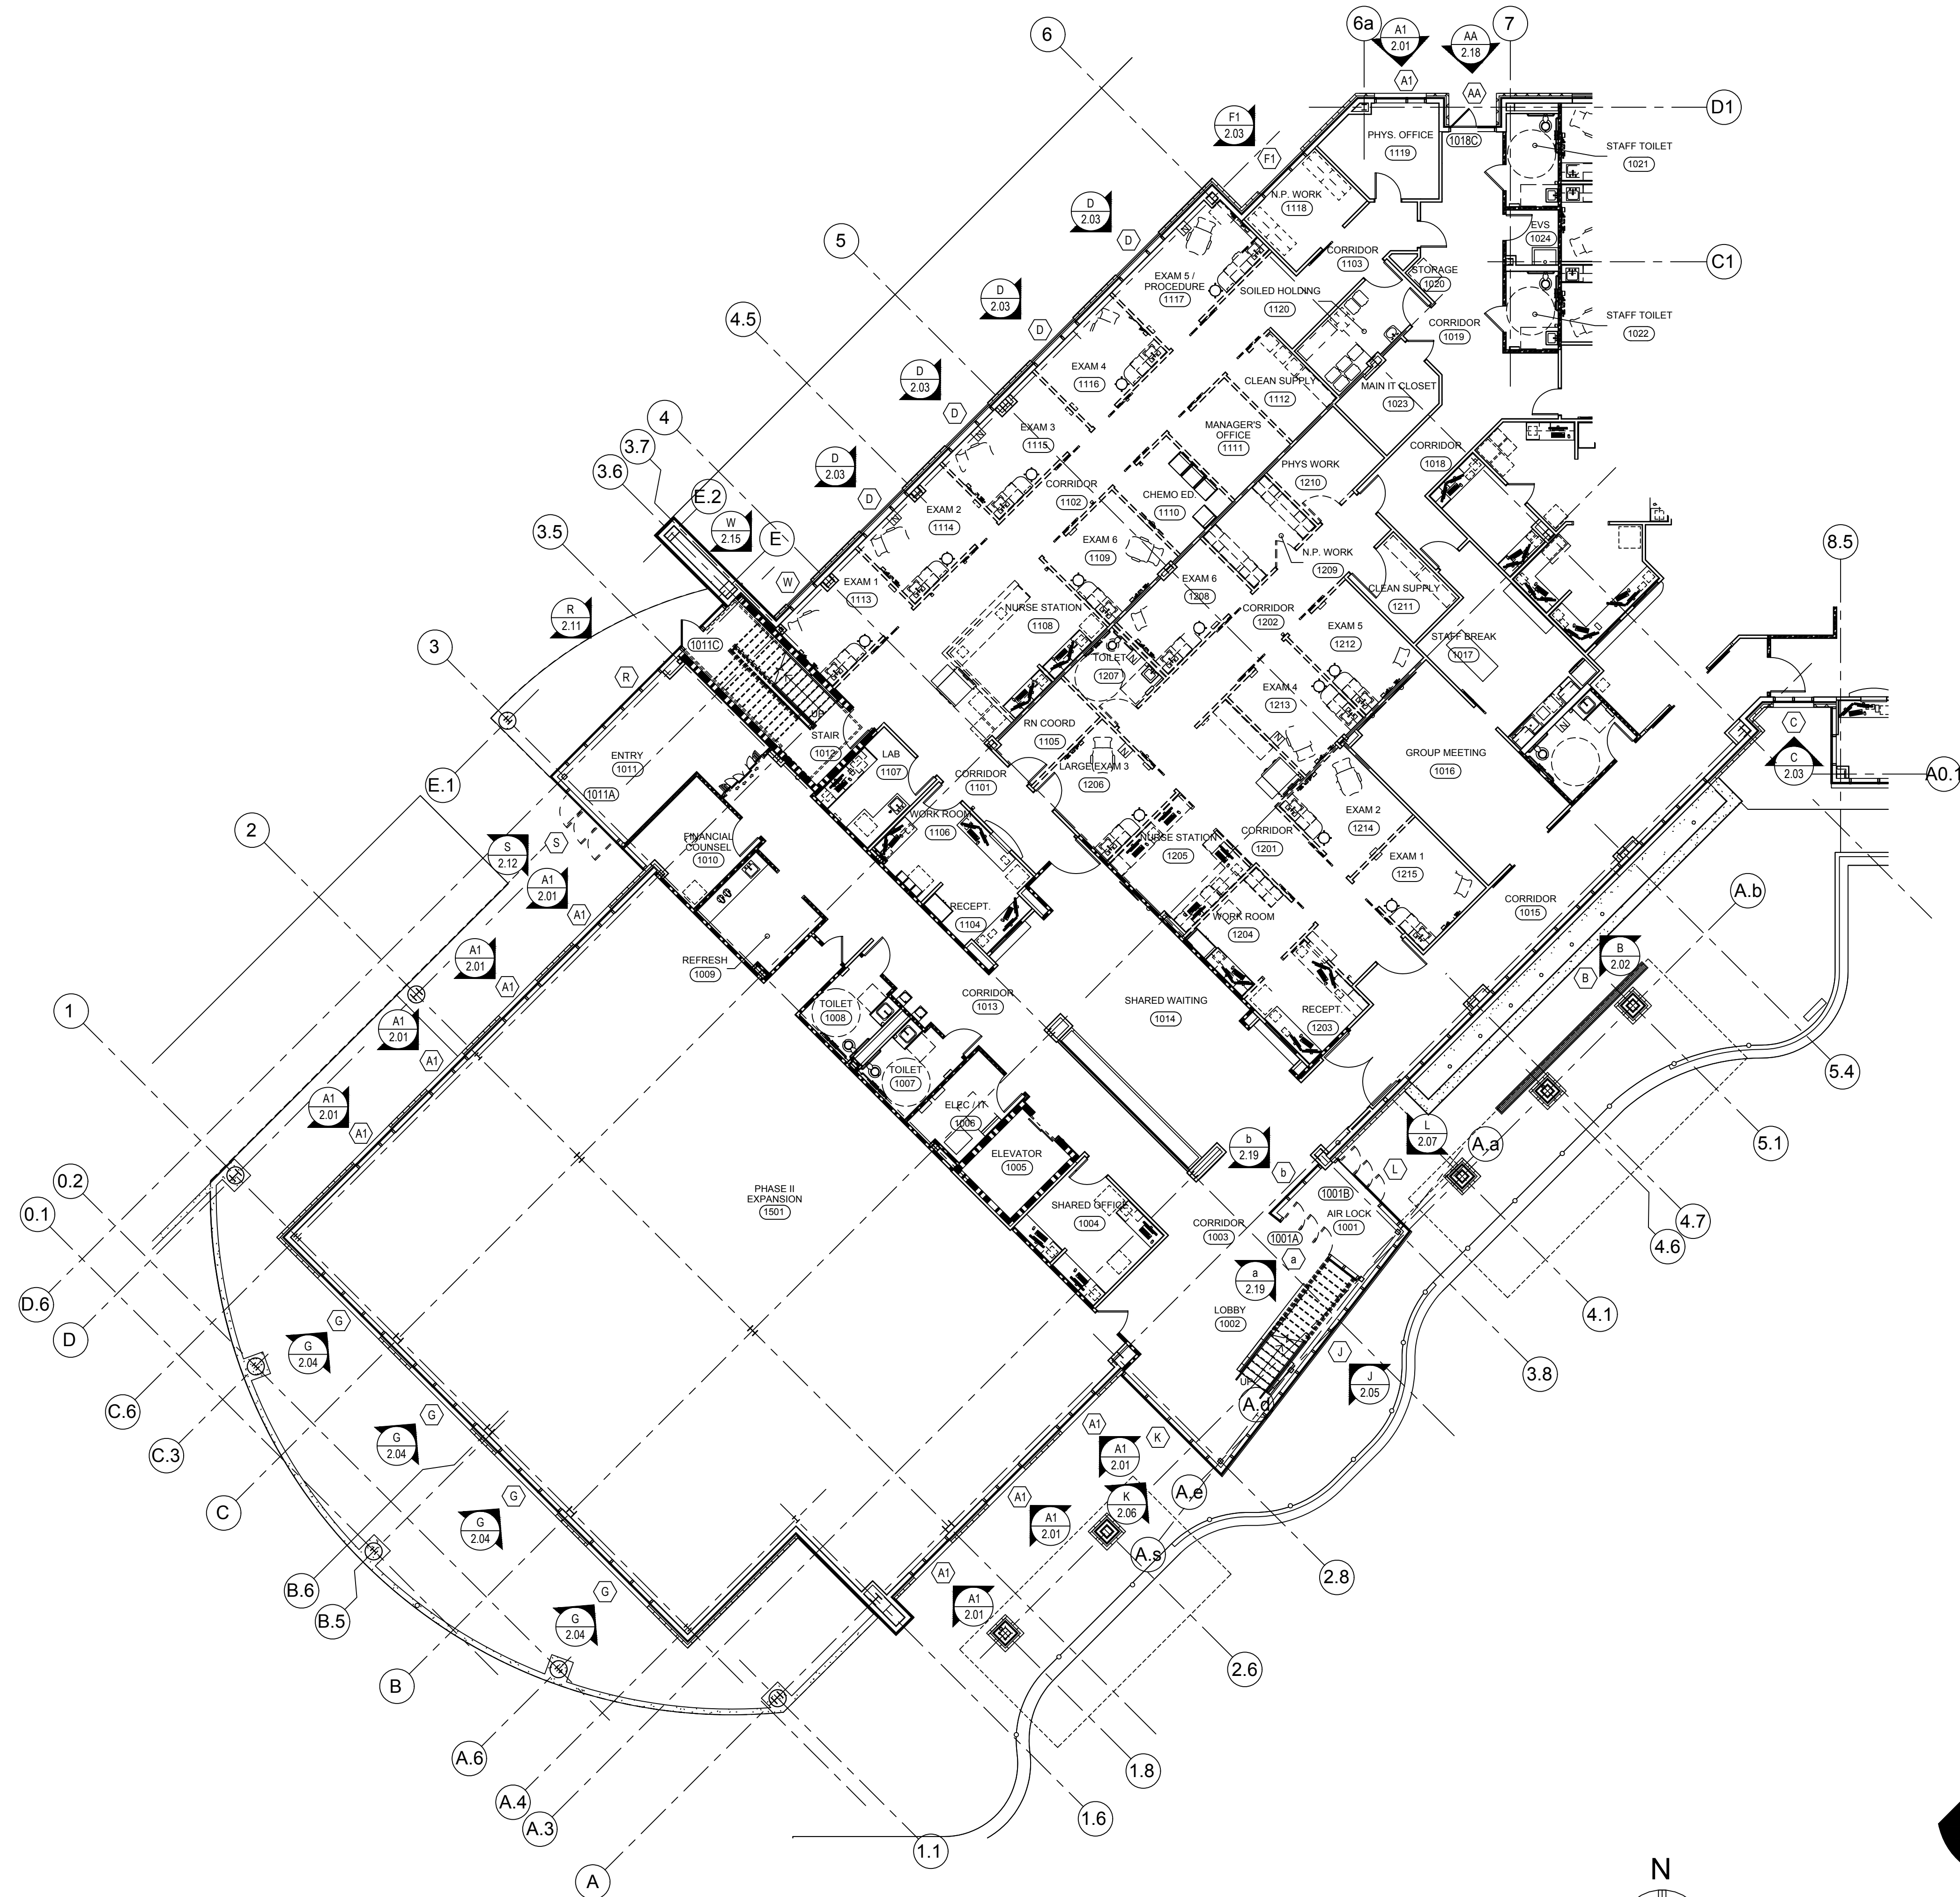 6
6a
A1
2.01
AA
2.18
7
A1
AA
D1
F1
2.03
F1
PHYS. OFFICE
1119
1018C
STAFF TOILET
1021
N.P. WORK
1118
D
2.03
D
5
EVS
1024
C1
CORRIDOR
1103
STORAGE
1020
EXAM 5 /
PROCEDURE
1117
SOILED HOLDING
1120
D
2.03
D
4.5
CORRIDOR
1019
STAFF TOILET
1022
EXAM 4
1116
CLEAN SUPPLY
1112
MAIN IT CLOSET
1023
D
2.03
D
4
3.7
3.6
EXAM 3
1115
MANAGER'S
OFFICE
1111
CORRIDOR
1018
D
2.03
D
PHYS WORK
1210
CORRIDOR
1102
CHEMO ED.
1110
E.2
W
2.15
E
3.5
EXAM 2
1114
EXAM 6
1109
N.P. WORK
1209
8.5
W
EXAM 1
1113
EXAM 6
1208
CLEAN SUPPLY
1211
R
2.11
NURSE STATION
1108
CORRIDOR
1202
EXAM 5
1212
STAFF BREAK
1017
3
1011C
R
TOILET
1207
EXAM 4
1213
UP
STAIR
1012
RN COORD
1105
C
ENTRY
1011
LAB
1107
CORRIDOR
1101
LARGE EXAM 3
1206
GROUP MEETING
1016
C
2.03
A0.1
E.1
1011A
2
WORK ROOM
1106
EXAM 2
1214
FINANCIAL
COUNSEL
1010
NURSE STATION
1205
CORRIDOR
1201
S
2.12
S
EXAM 1
1215
A1
2.01
A1
RECEPT.
1104
WORK ROOM
1204
CORRIDOR
1015
A.b
A1
2.01
A1
REFRESH
1009
B
2.02
B
1
TOILET
1008
CORRIDOR
1013
SHARED WAITING
1014
RECEPT.
1203
A1
2.01
A1
TOILET
1007
5.4
A1
2.01
A1
ELEC / IT
1006
L
2.07
A.a
5.1
b
2.19
b
L
ELEVATOR
1005
0.2
0.1
PHASE II
EXPANSION
1501
1001B
SHARED OFFICE
1004
CORRIDOR
1003
AIR LOCK
1001
1001A
4.7
4.6
a
a
2.19
D.6
D
G
G
2.04
LOBBY
1002
4.1
J
J
2.05
3.8
UP
A.d
C.6
C.3
G
G
2.04
A1
K
A1
2.01
C
G
G
2.04
A1
K
2.06
A.e
A1
2.01
A.s
B.6
B.5
G
G
2.04
A1
A1
2.01
2.8
2.6
B
A.6
A.4
A.3
A
1.8
1.6
1.1
N